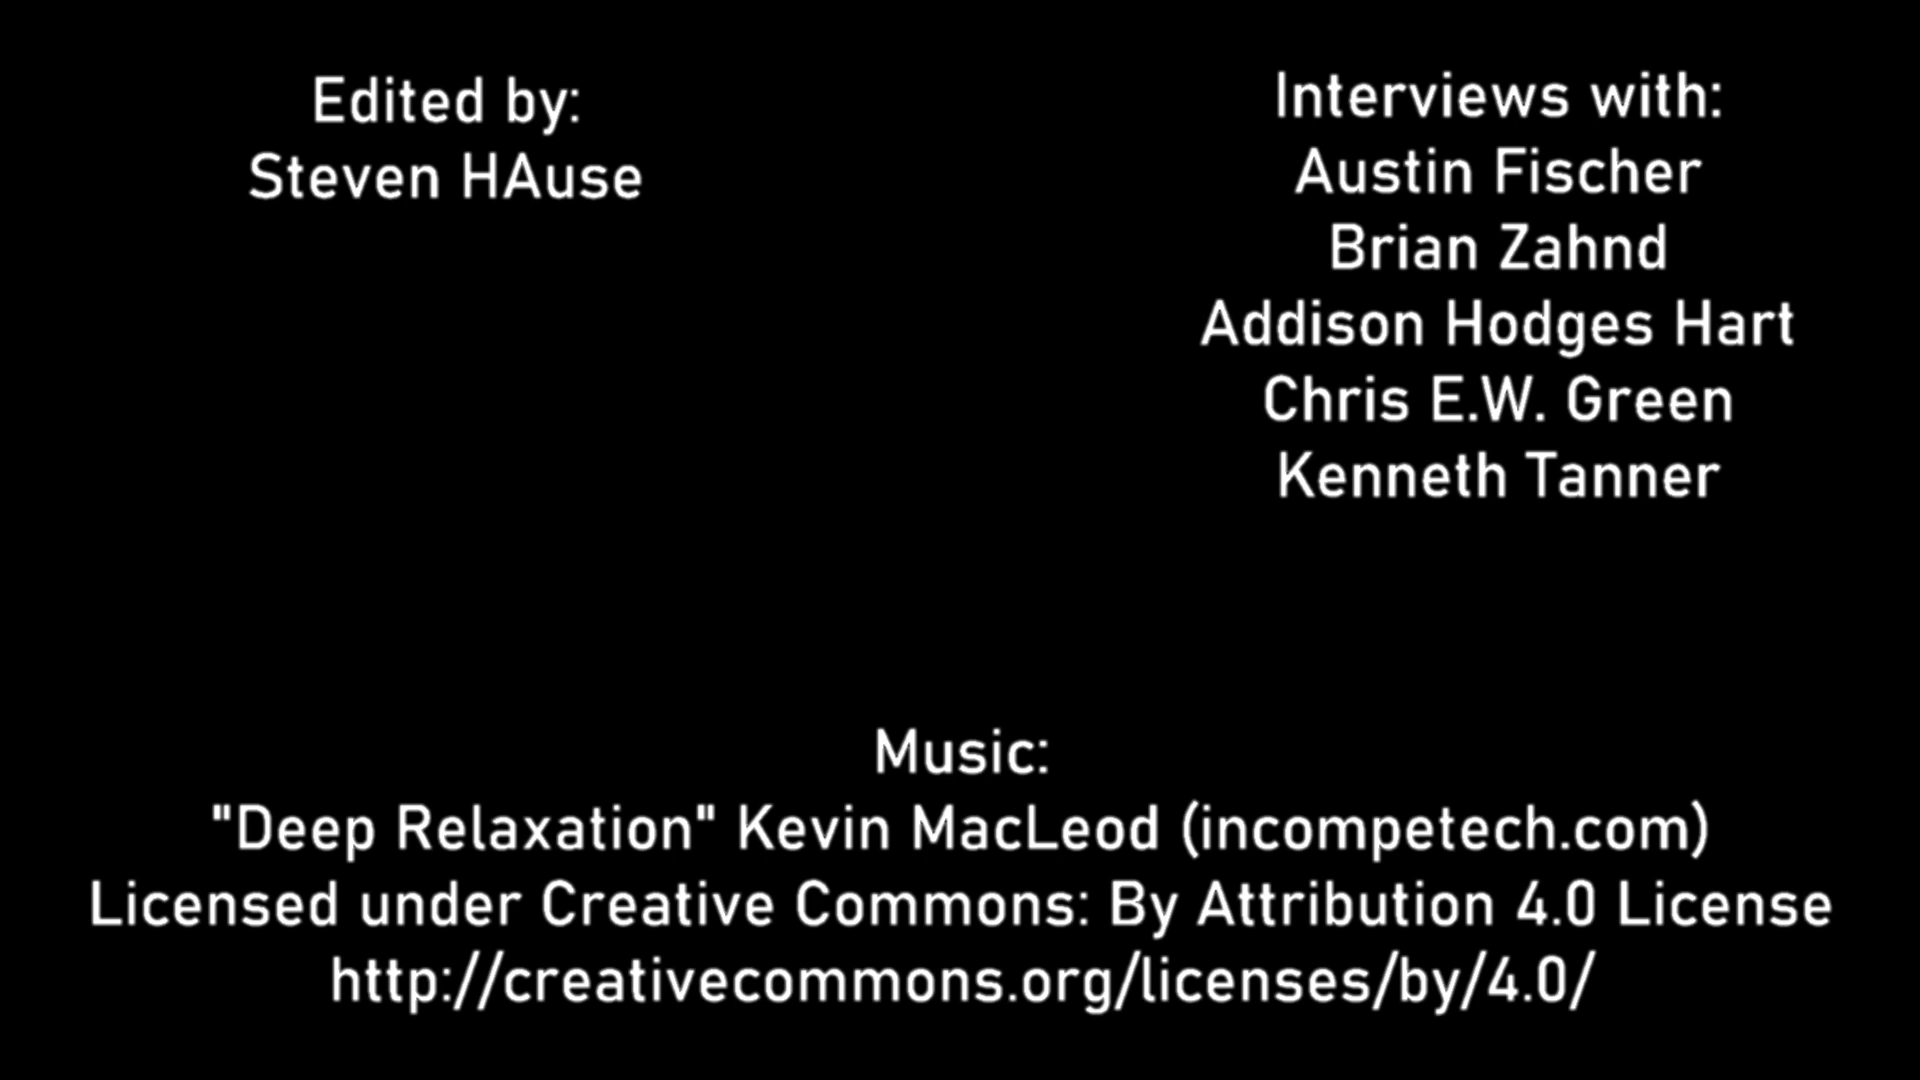 Edited by:
Steven HAuse
Interviews with:
Austin Fischer
Brian Zahnd
Addison Hodges Hart
Chris E.W. Green
Kenneth Tanner
Music:
"Deep Relaxation" Kevin MacLeod (incompetech.com)
Licensed under Creative Commons: By Attribution 4.0 License
http://creativecommons.org/licenses/by/4.0/